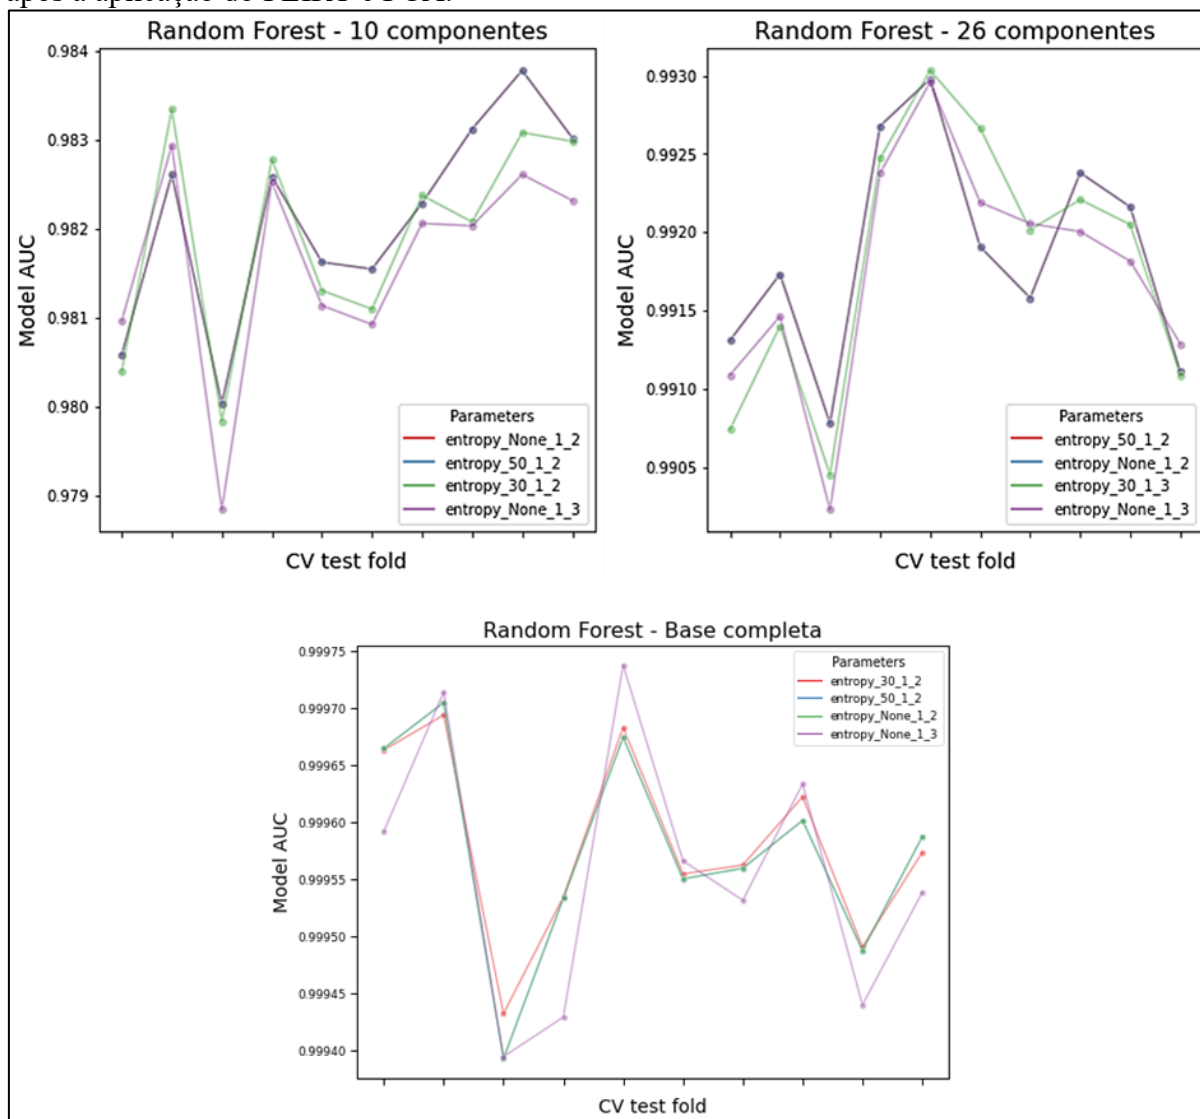 Random Forest - 10 componentes
0.984
0.983
0.982
0.981
0.980
0.979
Model AUC
CV test fold
Parameters
entropy_None_1_2
entropy_50_1_2
entropy_30_1_2
entropy_None_1_3
Random Forest - 26 componentes
0.9930
0.9925
0.9920
0.9915
0.9910
0.9905
Model AUC
CV test fold
Parameters
entropy_50_1_2
entropy_None_1_2
entropy_30_1_3
entropy_None_1_3
Random Forest - Base completa
0.99975
0.99970
0.99965
0.99960
0.99955
0.99950
0.99945
0.99940
Model AUC
CV test fold
Parameters
entropy_30_1_2
entropy_50_1_2
entropy_None_1_2
entropy_None_1_3